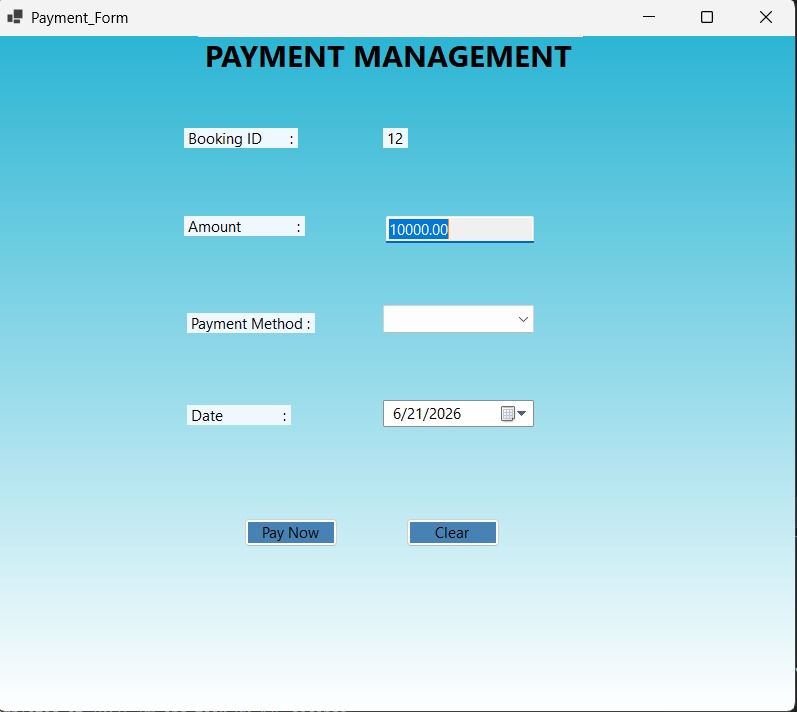 Payment_Form
PAYMENT MANAGEMENT
Booking ID : 12
Amount : 10000.00
Payment Method :
Date : 6/21/2026
Pay Now Clear